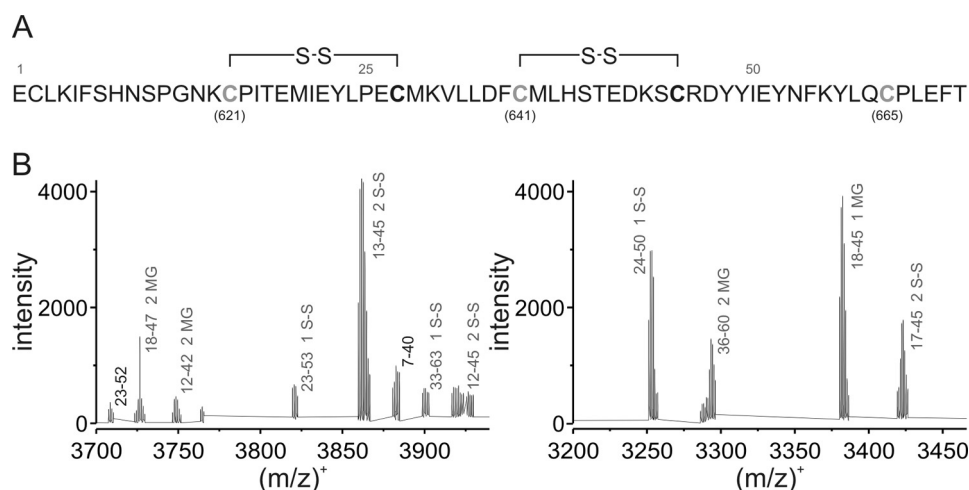 A
S-S S-S
1 25 50
ECLKIFSHNSPGNKCPITEMIEYLPECMKVLLDFCMLHSTEDKSCRDYYIEYNFKYLQCPLEFT
(621) (641) (665)
B
intensity
4000
2000
0
23-52
18-47 2 MG
12-42 2 MG
23-53 1 S-S
13-45 2 S-S
7-40
33-63 1 S-S
12-45 2 S-S
3700 3750 3800 3850 3900
(m/z)+
intensity
4000
2000
0
24-50 1 S-S
36-60 2 MG
18-45 1 MG
17-45 2 S-S
3200 3250 3300 3350 3400 3450
(m/z)+